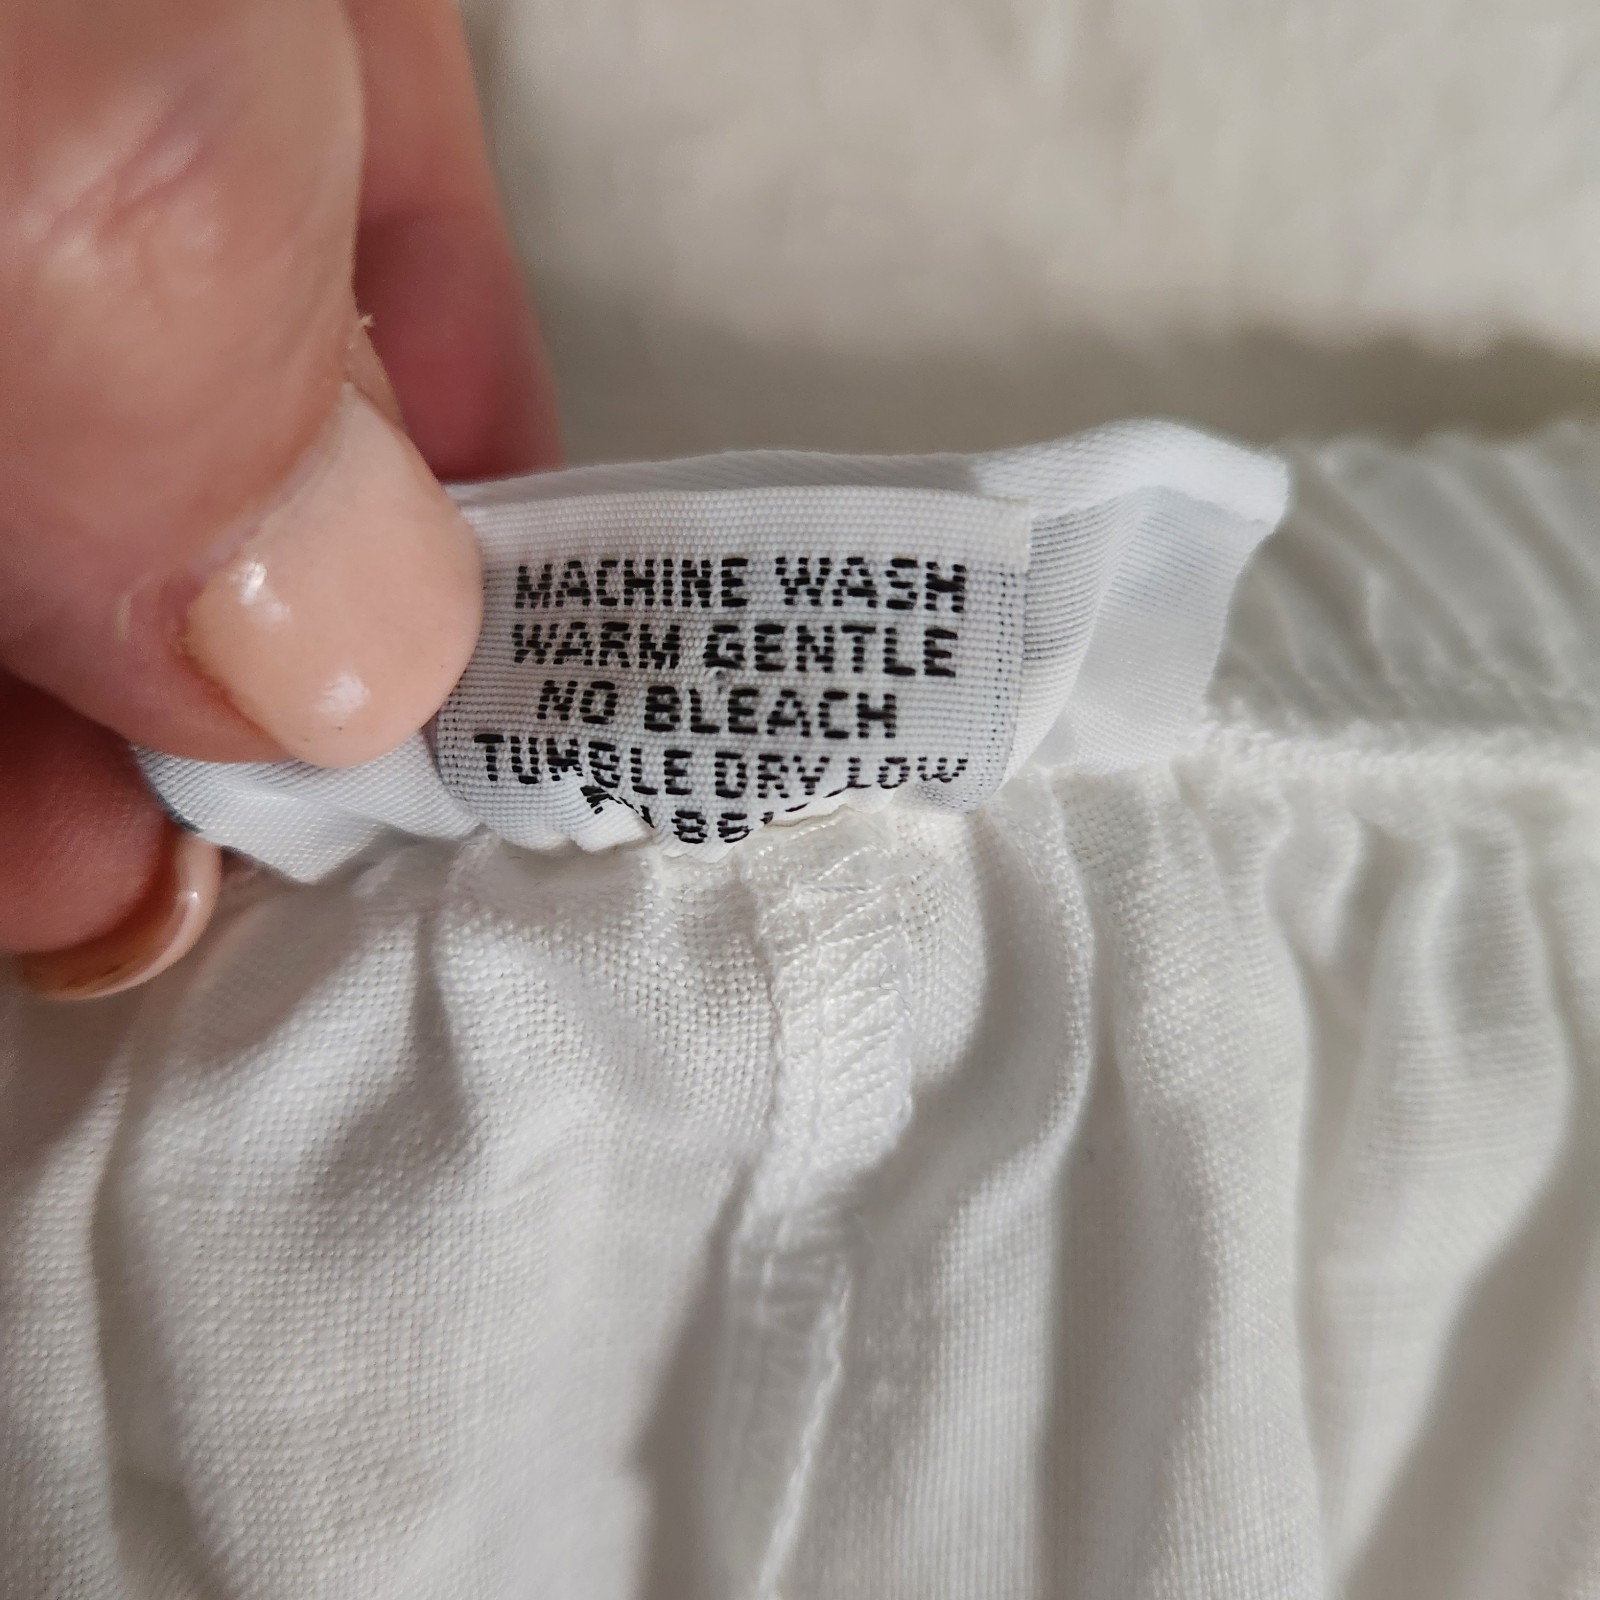 MACHINE WASH
WARM GENTLE
NO BLEACH
TUMBLE DRY LOW